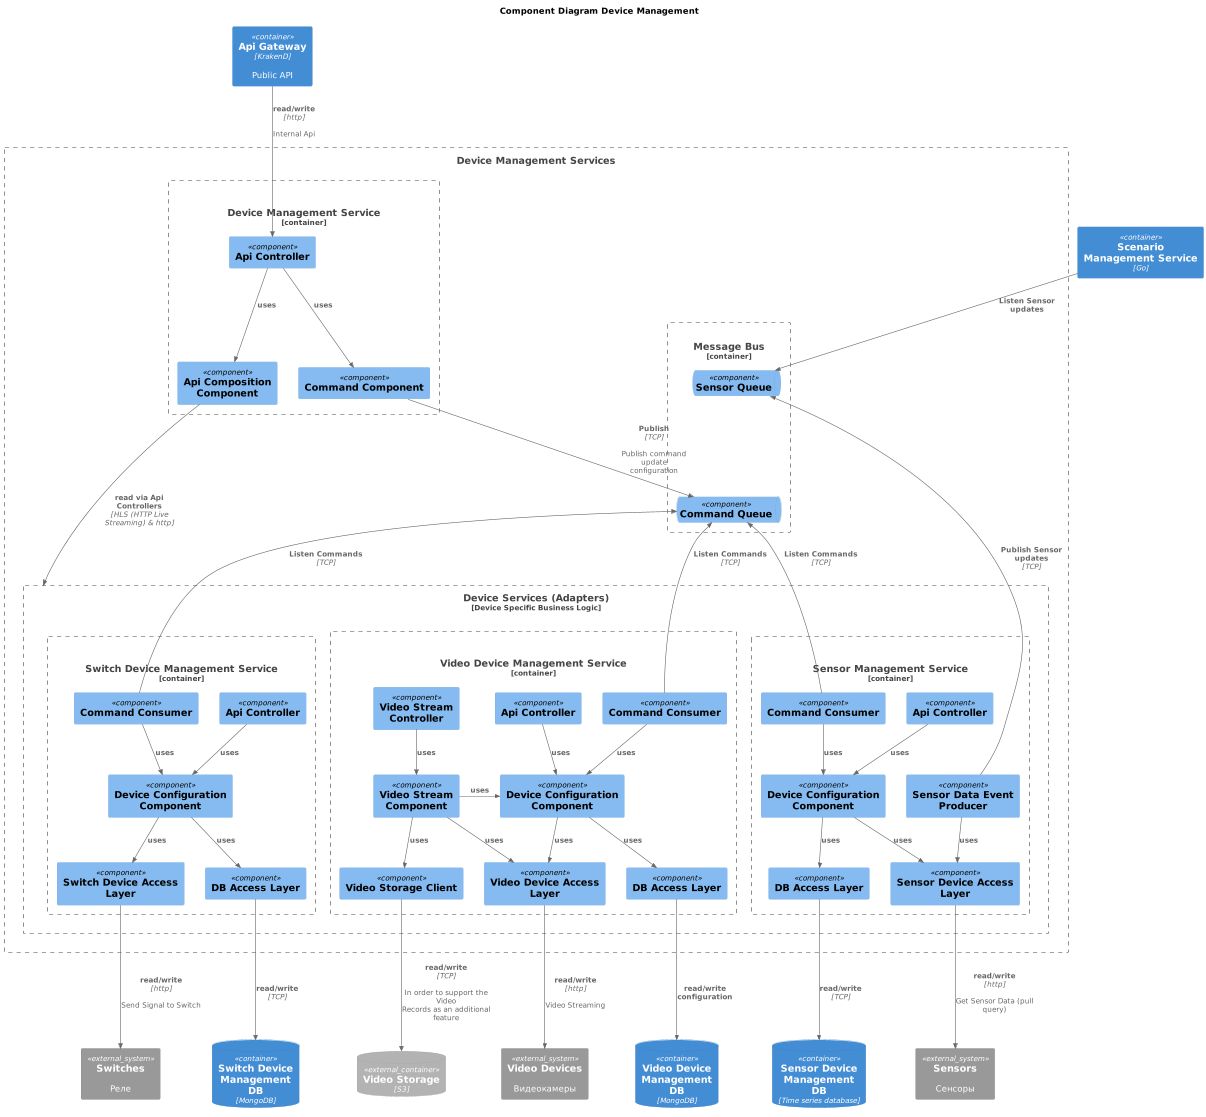 Component Diagram Device Management
«container»
Api Gateway
[KrakenD]
Public API
read/write
[http]
Internal Api
Device Management Services
Device Management Service
[container]
«component»
Api Controller
«container»
Scenario
Management Service
[Go]
uses
uses
Listen Sensor
updates
Message Bus
[container]
«component»
Sensor Queue
«component»
Api Composition
Component
«component»
Command Component
Publish
[TCP]
Publish command
update
configuration
read via Api
Controllers
[HLS (HTTP Live
Streaming) & http]
«component»
Command Queue
Listen Commands
[TCP]
Listen Commands
[TCP]
Listen Commands
[TCP]
Publish Sensor
updates
[TCP]
Device Services (Adapters)
[Device Specific Business Logic]
Switch Device Management Service
[container]
«component»
Command Consumer
«component»
Api Controller
uses
uses
«component»
Device Configuration
Component
uses
uses
«component»
Switch Device Access
Layer
«component»
DB Access Layer
Video Device Management Service
[container]
«component»
Video Stream
Controller
«component»
Api Controller
«component»
Command Consumer
uses
uses
uses
«component»
Video Stream
Component
uses
«component»
Device Configuration
Component
uses
uses
uses
uses
«component»
Video Storage Client
«component»
Video Device Access
Layer
«component»
DB Access Layer
Sensor Management Service
[container]
«component»
Command Consumer
«component»
Api Controller
uses
uses
«component»
Device Configuration
Component
«component»
Sensor Data Event
Producer
uses
uses
uses
«component»
DB Access Layer
«component»
Sensor Device Access
Layer
read/write
[http]
Send Signal to Switch
read/write
[TCP]
read/write
[TCP]
In order to support the
Video
Records as an additional
feature
read/write
[http]
Video Streaming
read/write
configuration
read/write
[TCP]
read/write
[http]
Get Sensor Data (pull
query)
«external_system»
Switches
Реле
«container»
Switch Device
Management
DB
[MongoDB]
«external_container»
Video Storage
[S3]
«external_system»
Video Devices
Видеокамеры
«container»
Video Device
Management
DB
[MongoDB]
«container»
Sensor Device
Management
DB
[Time series database]
«external_system»
Sensors
Сенсоры